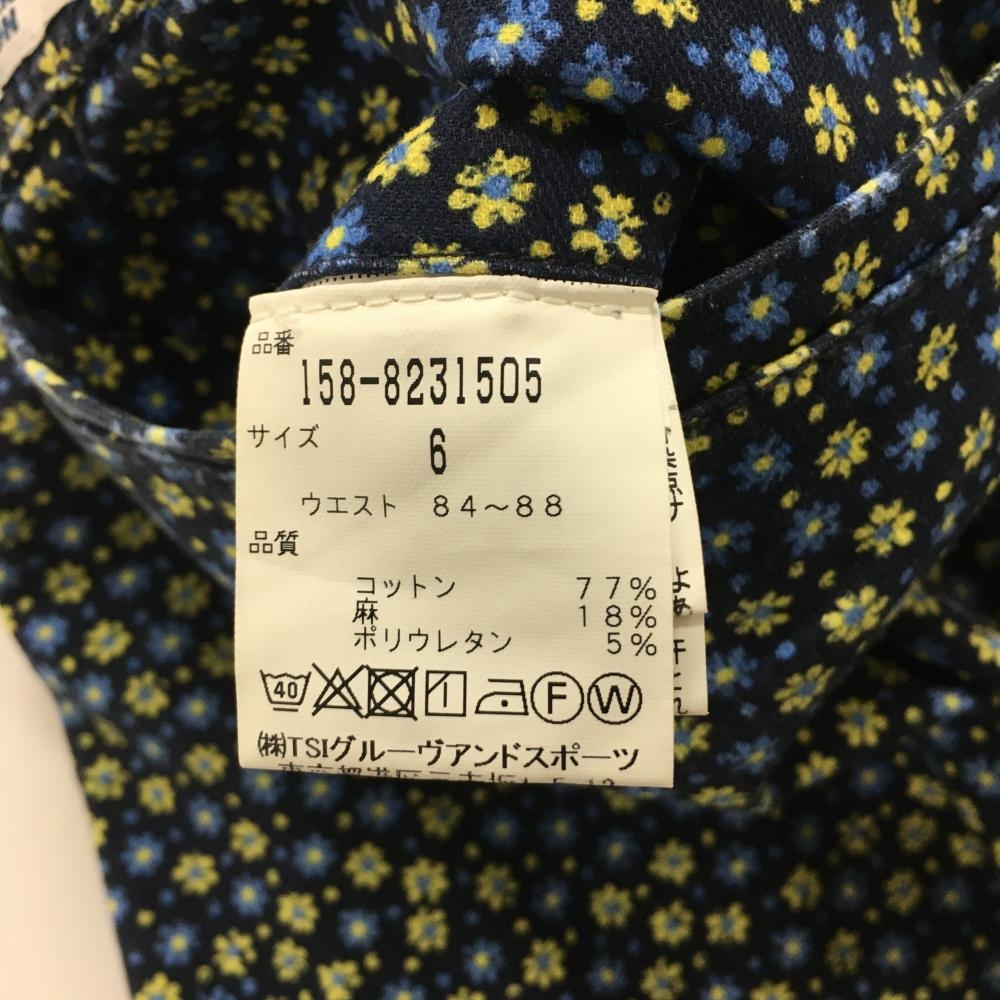 品番
158-8231505
サイズ
6
ウエスト 84～88
品質
コットン 77%
麻 18%
ポリウレタン 5%
40 F W
㈱TSIグルーヴアンドスポーツ